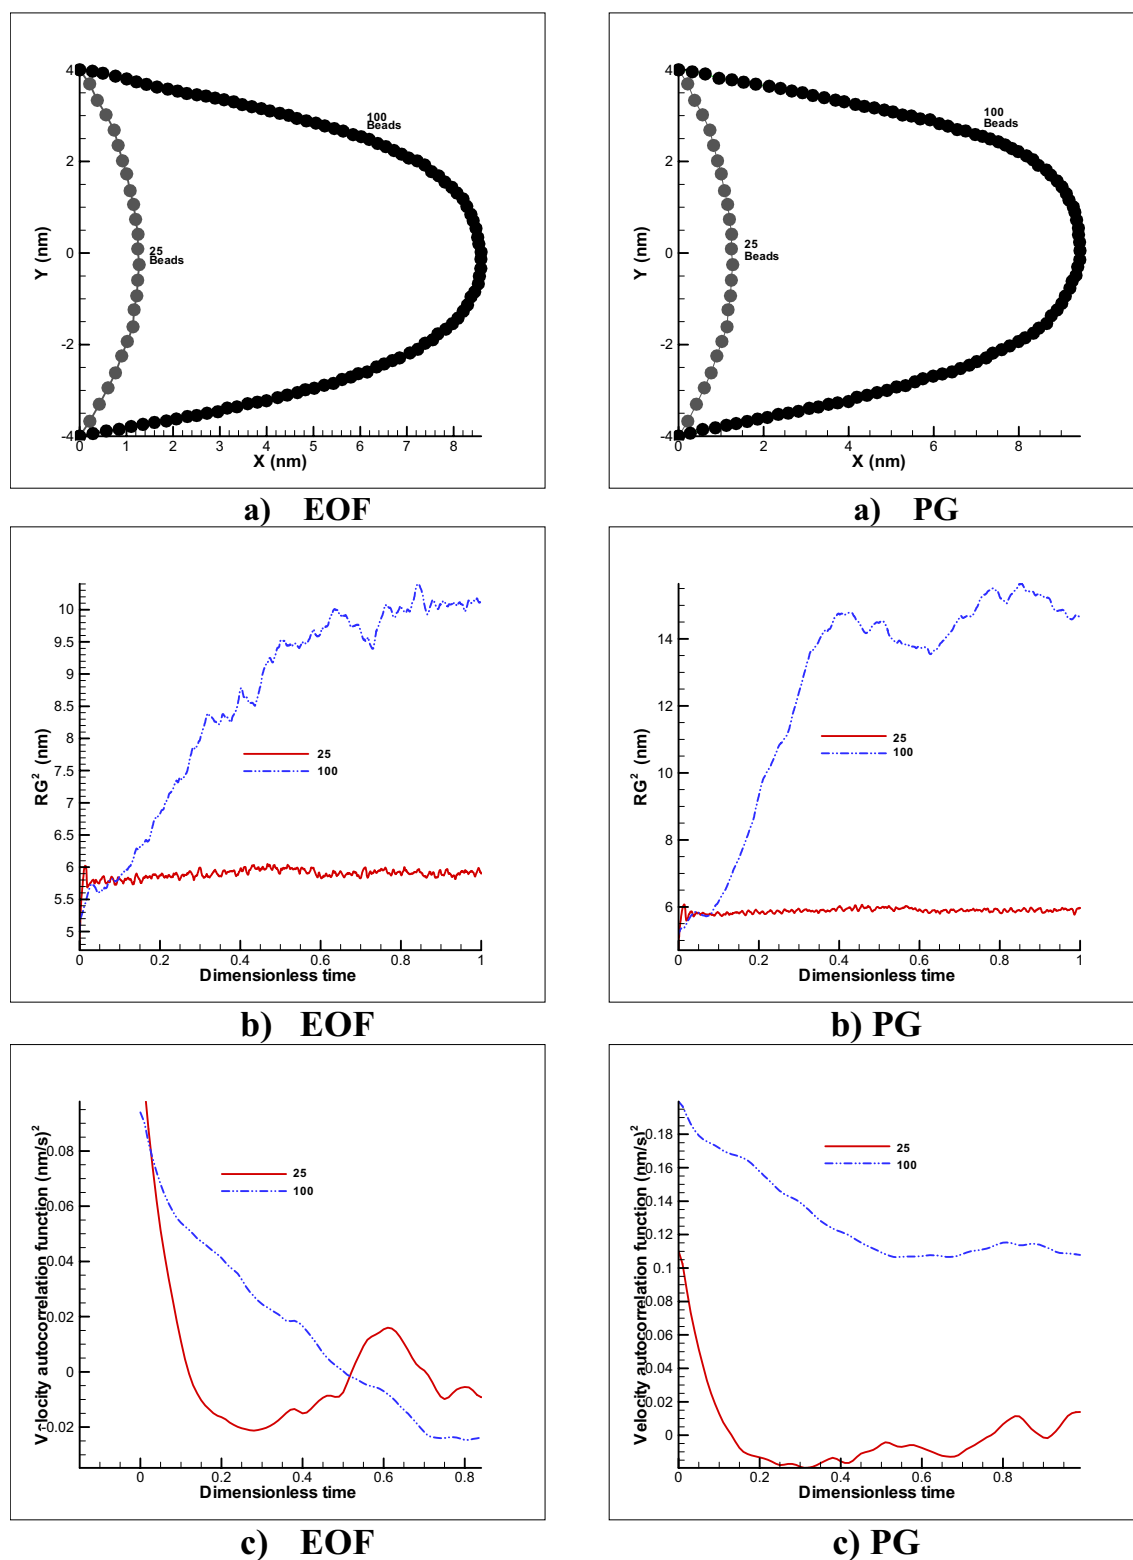 4
2
0
-2
-4
Y (nm)
100
Beads
25
Beads
0 1 2 3 4 5 6 7 8
X (nm)
a) EOF
4
2
0
-2
-4
Y (nm)
100
Beads
25
Beads
0 2 4 6 8
X (nm)
a) PG
10
9.5
9
8.5
8
7.5
7
6.5
6
5.5
5
RG2 (nm)
25
100
0 0.2 0.4 0.6 0.8 1
Dimensionless time
b) EOF
14
12
10
8
6
RG2 (nm)
25
100
0 0.2 0.4 0.6 0.8 1
Dimensionless time
b) PG
0.08
0.06
0.04
0.02
0
-0.02
Velocity autocorrelation function (nm/s)2
25
100
0 0.2 0.4 0.6 0.8
Dimensionless time
c) EOF
0.18
0.16
0.14
0.12
0.1
0.08
0.06
0.04
0.02
0
-0.02
Velocity autocorrelation function (nm/s)2
25
100
0 0.2 0.4 0.6 0.8
Dimensionless time
c) PG